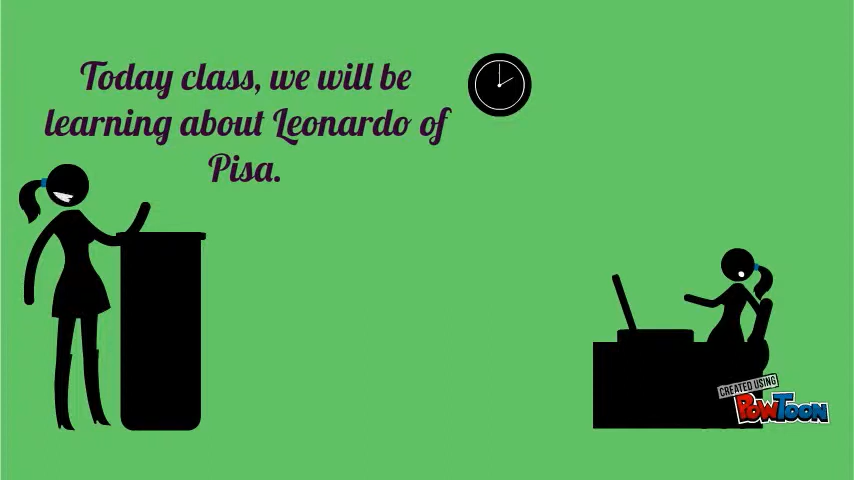 Today class, we will be
learning about Leonardo of
Pisa.
CREATED USING
POWTOON